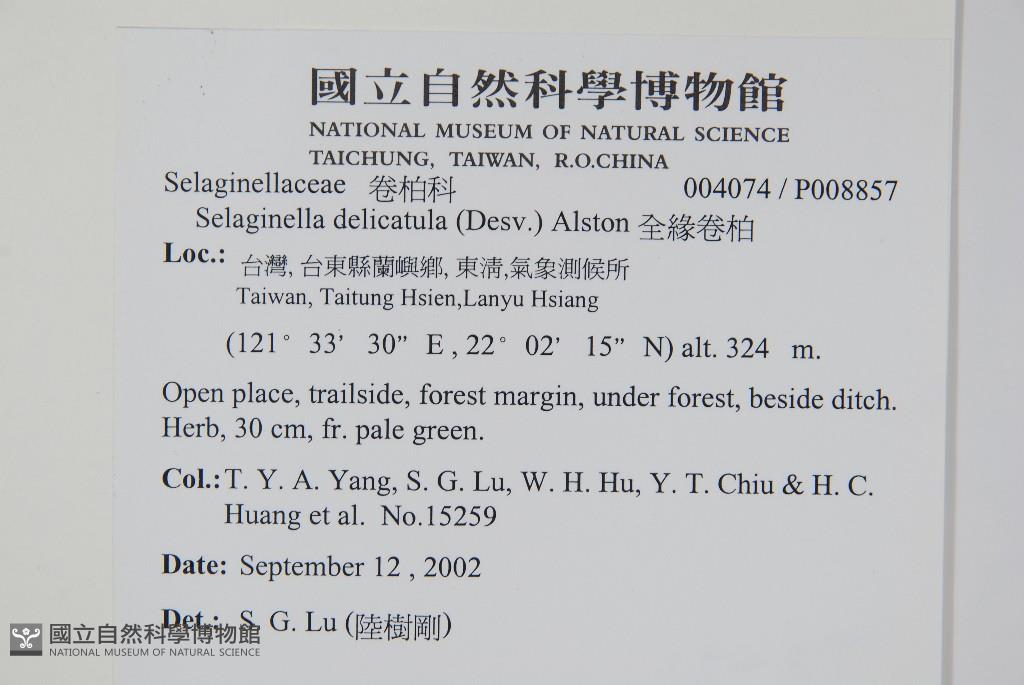 國立自然科學博物館
NATIONAL MUSEUM OF NATURAL SCIENCE
TAICHUNG, TAIWAN, R.O.CHINA
Selaginellaceae 卷柏科 004074 / P008857
Selaginella delicatula (Desv.) Alston 全緣卷柏
Loc.: 台灣, 台東縣蘭嶼鄉, 東淸,氣象測候所
Taiwan, Taitung Hsien,Lanyu Hsiang
(121° 33’ 30” E , 22° 02’ 15” N) alt. 324 m.
Open place, trailside, forest margin, under forest, beside ditch.
Herb, 30 cm, fr. pale green.
Col.: T. Y. A. Yang, S. G. Lu, W. H. Hu, Y. T. Chiu & H. C.
Huang et al. No.15259
Date: September 12 , 2002
Det.: S. G. Lu (陸樹剛)
國立自然科學博物館
NATIONAL MUSEUM OF NATURAL SCIENCE